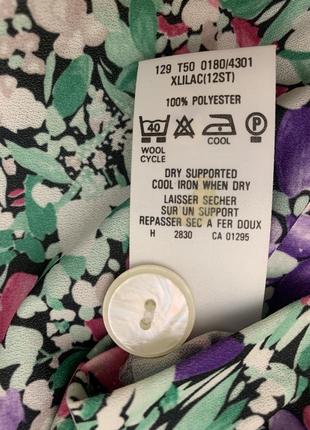 129 T50 0180/4301
XLILAC(12ST)
100% POLYESTER
40 P
WOOL
CYCLE
DRY SUPPORTED
COOL IRON WHEN DRY
LAISSER SECHER
SUR UN SUPPORT
REPASSER SEC A FER DOUX
H 2830 CA 01295